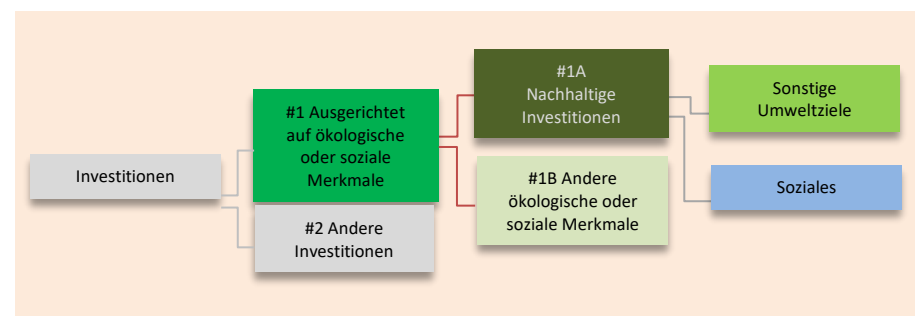 Investitionen
#1 Ausgerichtet
auf ökologische
oder soziale
Merkmale
#2 Andere
Investitionen
#1A
Nachhaltige
Investitionen
#1B Andere
ökologische oder
soziale Merkmale
Sonstige
Umweltziele
Soziales